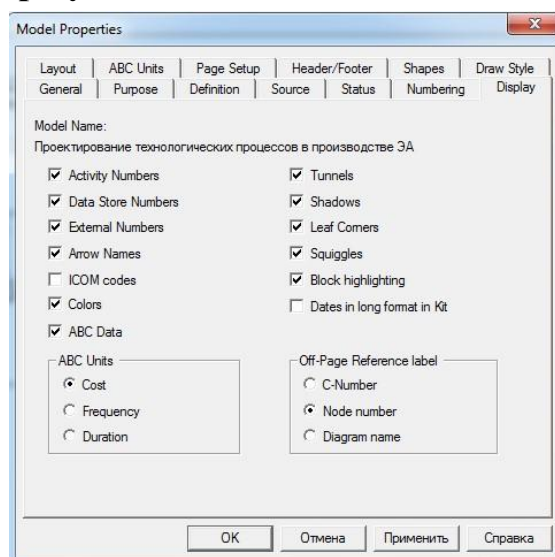 Model Properties
Layout ABC Units Page Setup Header/Footer Shapes Draw Style
General Purpose Definition Source Status Numbering Display
Model Name:
Проектирование технологических процессов в производстве ЭА
Activity Numbers Tunnels
Data Store Numbers Shadows
External Numbers Leaf Corners
Arrow Names Squiggles
ICOM codes Block highlighting
Colors Dates in long format in Kit
ABC Data
ABC Units Off-Page Reference label
Cost C-Number
Frequency Node number
Duration Diagram name
OK Отмена Применить Справка